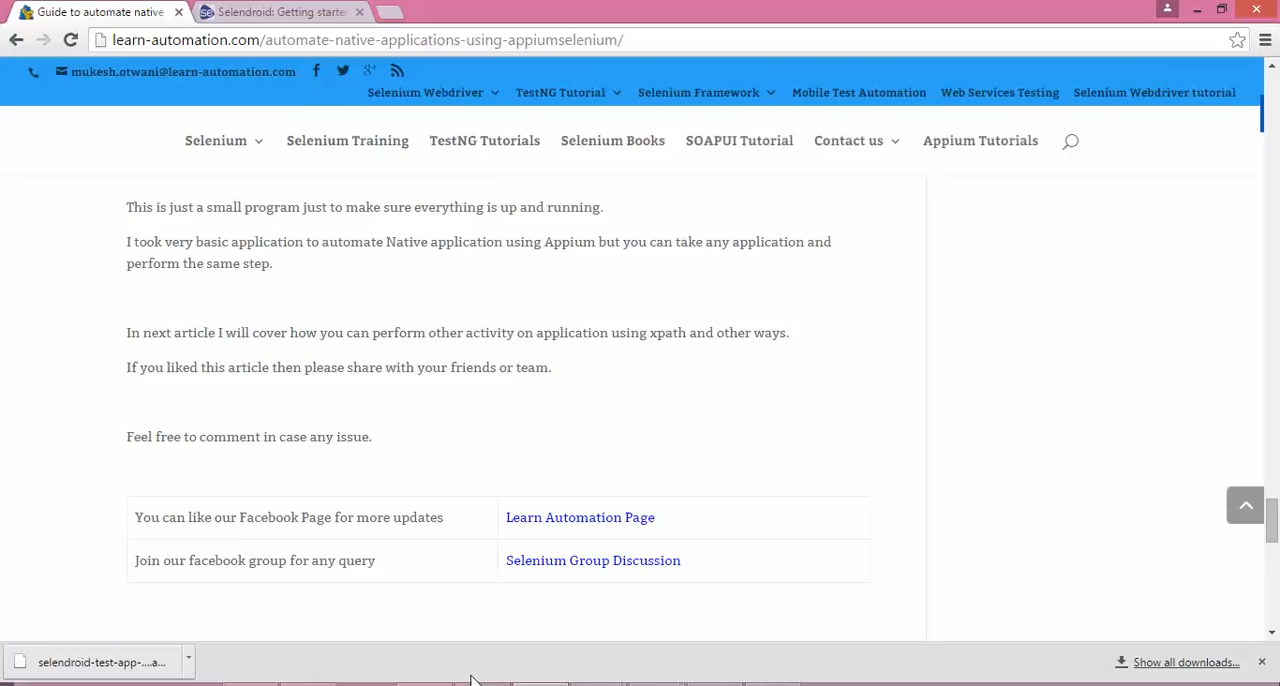 Guide to automate native
Selendroid: Getting starte
learn-automation.com/automate-native-applications-using-appiumselenium/
mukesh.otwani@learn-automation.com
Selenium Webdriver TestNG Tutorial Selenium Framework Mobile Test Automation Web Services Testing Selenium Webdriver tutorial
Selenium Selenium Training TestNG Tutorials Selenium Books SOAPUI Tutorial Contact us Appium Tutorials
This is just a small program just to make sure everything is up and running.
I took very basic application to automate Native application using Appium but you can take any application and
perform the same step.
In next article I will cover how you can perform other activity on application using xpath and other ways.
If you liked this article then please share with your friends or team.
Feel free to comment in case any issue.
You can like our Facebook Page for more updates Learn Automation Page
Join our facebook group for any query Selenium Group Discussion
selendroid-test-app-....a... Show all downloads...